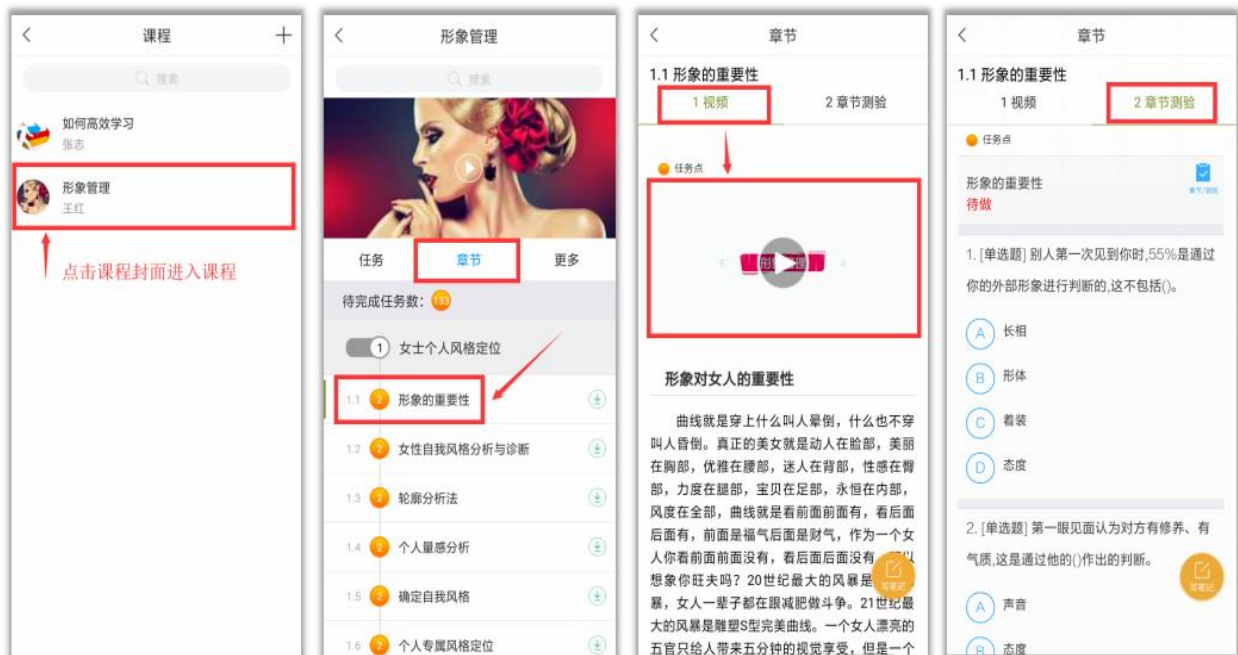 课程
搜索
如何高效学习
张志
形象管理
王红
点击课程封面进入课程
形象管理
搜索
任务
章节
更多
待完成任务数：133
1 女士个人风格定位
1.1 2 形象的重要性
1.2 2 女性自我风格分析与诊断
1.3 2 轮廓分析法
1.4 2 个人量感分析
1.5 2 确定自我风格
1.6 2 个人专属风格定位
章节
1.1 形象的重要性
1 视频
2 章节测验
任务点
形象对女人的重要性
曲线就是穿上什么叫人晕倒，什么也不穿
叫人昏倒。真正的美女就是动人在脸部，美丽
在胸部，优雅在腰部，迷人在背部，性感在臀
部，力度在腿部，宝贝在足部，永恒在内部，
风度在全部，曲线就是看前面前面有，看后面
后面有，前面是福气后面是财气，作为一个女
人你看前面前面没有，看后面后面没有
以
想象你旺夫吗？20世纪最大的风暴是
暴，女人一辈子都在跟减肥做斗争。21世纪最
大的风暴是雕塑S型完美曲线。一个女人漂亮的
五官只给人带来五分钟的视觉享受，但是一个
写笔记
章节
1.1 形象的重要性
1 视频
2 章节测验
任务点
形象的重要性
待做
章节/测验
1. [单选题] 别人第一次见到你时,55%是通过
你的外部形象进行判断的,这不包括()。
A 长相
B 形体
C 着装
D 态度
2. [单选题] 第一眼见面认为对方有修养、有
气质,这是通过他的()作出的判断。
A 声音
B 态度
写笔记